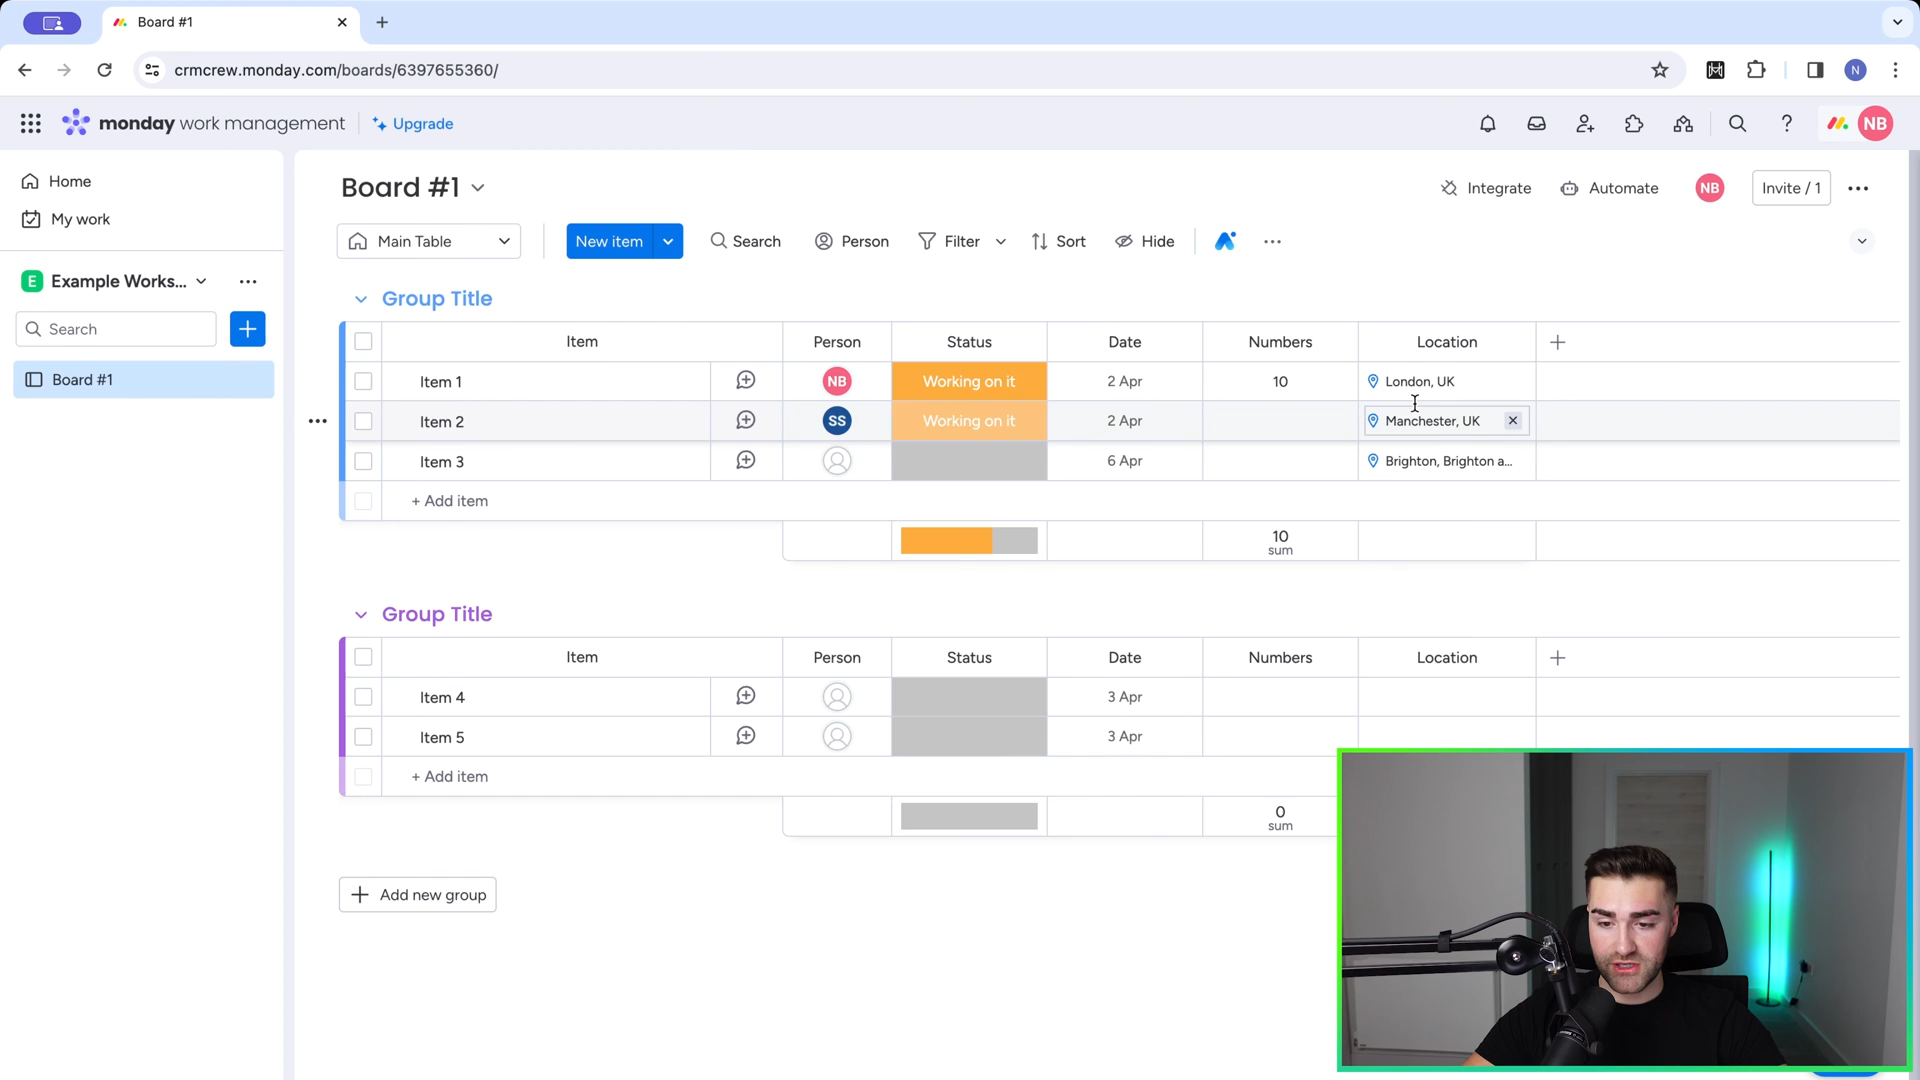 Board #1
crmcrew.monday.com/boards/6397655360/
N
monday work management
Upgrade
NB
Home
My work
E Example Works...
Search
Board #1
Board #1
Integrate
Automate
NB
Invite / 1
Main Table
New item
Search
Person
Filter
Sort
Hide
Group Title
Item Person Status Date Numbers Location
Item 1 NB Working on it 2 Apr 10 London, UK
Item 2 SS Working on it 2 Apr Manchester, UK
Item 3 6 Apr Brighton, Brighton a...
+ Add item
10
sum
Group Title
Item Person Status Date Numbers Location
Item 4 3 Apr
Item 5 3 Apr
+ Add item
0
sum
Add new group